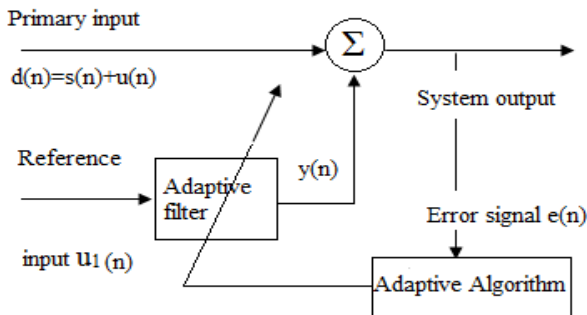 Primary input
Σ
d(n)=s(n)+u(n)
System output
Reference
Adaptive
filter
y(n)
input u₁(n)
Error signal e(n)
Adaptive Algorithm